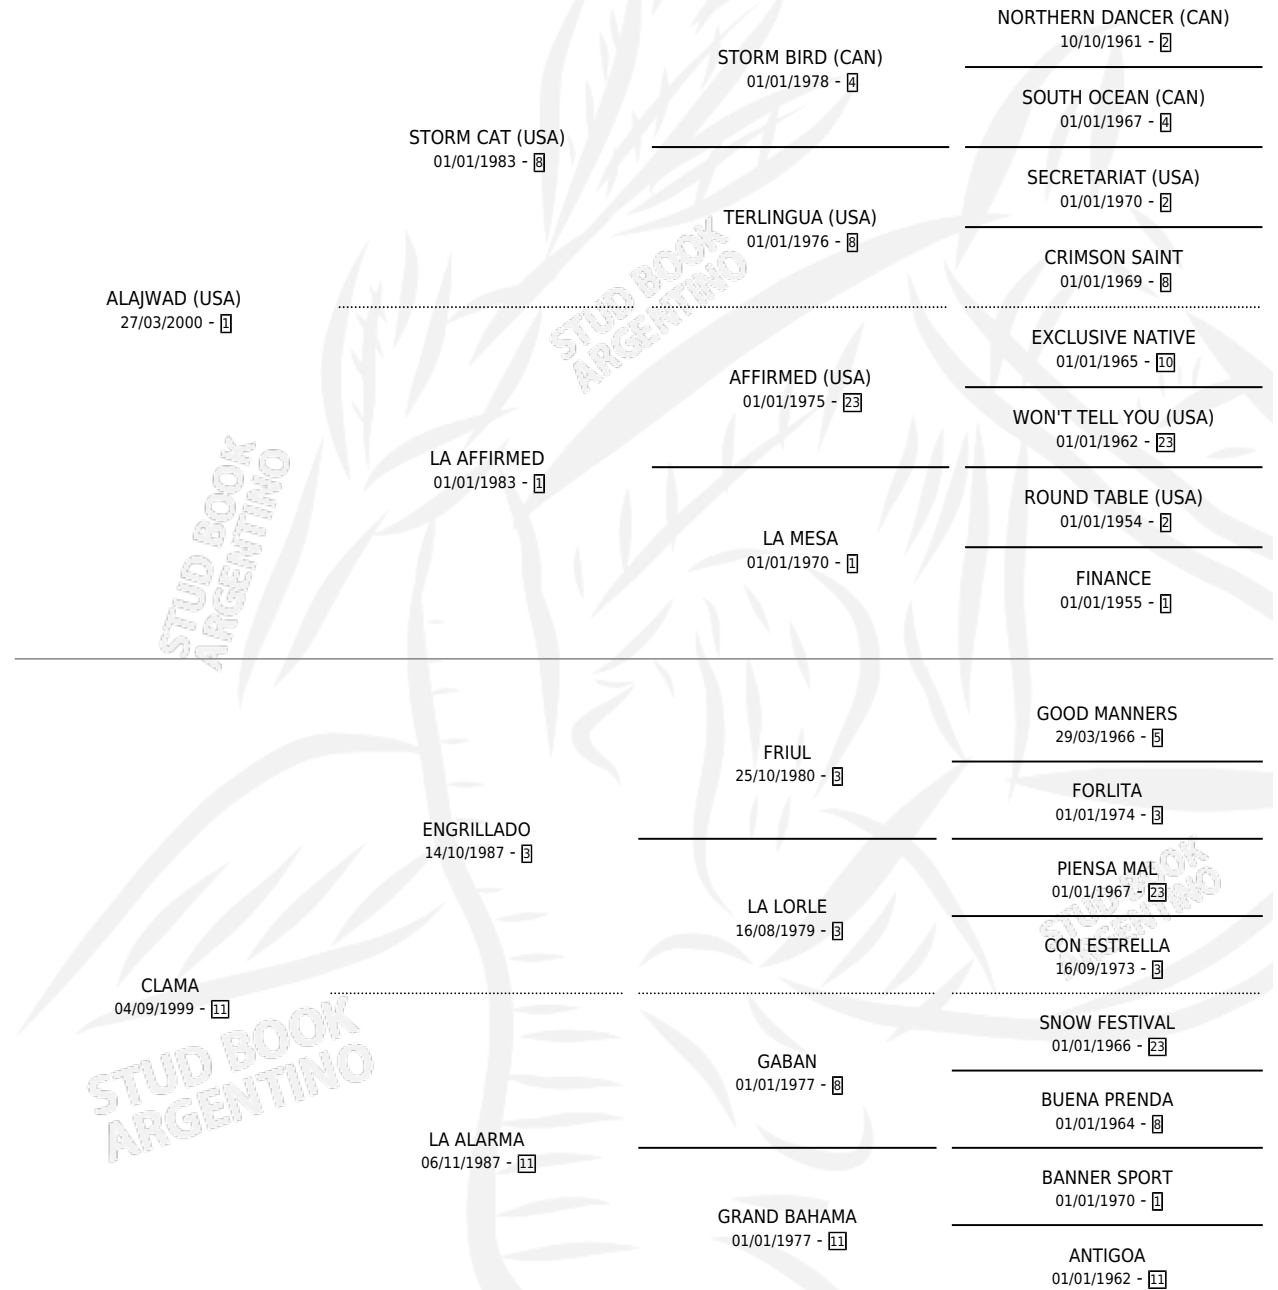 NORTHERN DANCER (CAN)
10/10/1961 - 2
STORM BIRD (CAN)
01/01/1978 - 4
SOUTH OCEAN (CAN)
01/01/1967 - 4
STORM CAT (USA)
01/01/1983 - 8
SECRETARIAT (USA)
01/01/1970 - 2
TERLINGUA (USA)
01/01/1976 - 8
CRIMSON SAINT
01/01/1969 - 8
ALAJWAD (USA)
27/03/2000 - 1
EXCLUSIVE NATIVE
01/01/1965 - 10
AFFIRMED (USA)
01/01/1975 - 23
WON'T TELL YOU (USA)
01/01/1962 - 23
LA AFFIRMED
01/01/1983 - 1
ROUND TABLE (USA)
01/01/1954 - 2
LA MESA
01/01/1970 - 1
FINANCE
01/01/1955 - 1
GOOD MANNERS
29/03/1966 - 5
FRIUL
25/10/1980 - 3
FORLITA
01/01/1974 - 3
ENGRILLADO
14/10/1987 - 3
PIENSA MAL
01/01/1967 - 23
LA LORLE
16/08/1979 - 3
CON ESTRELLA
16/09/1973 - 3
CLAMA
04/09/1999 - 11
SNOW FESTIVAL
01/01/1966 - 23
GABAN
01/01/1977 - 8
BUENA PRENDA
01/01/1964 - 8
LA ALARMA
06/11/1987 - 11
BANNER SPORT
01/01/1970 - 1
GRAND BAHAMA
01/01/1977 - 11
ANTIGOA
01/01/1962 - 11
STUD BOOK
ARGENTINO
STUD BOOK
ARGENTINO
STUD BOOK
ARGENTINO
STUD BOOK
ARGENTINO